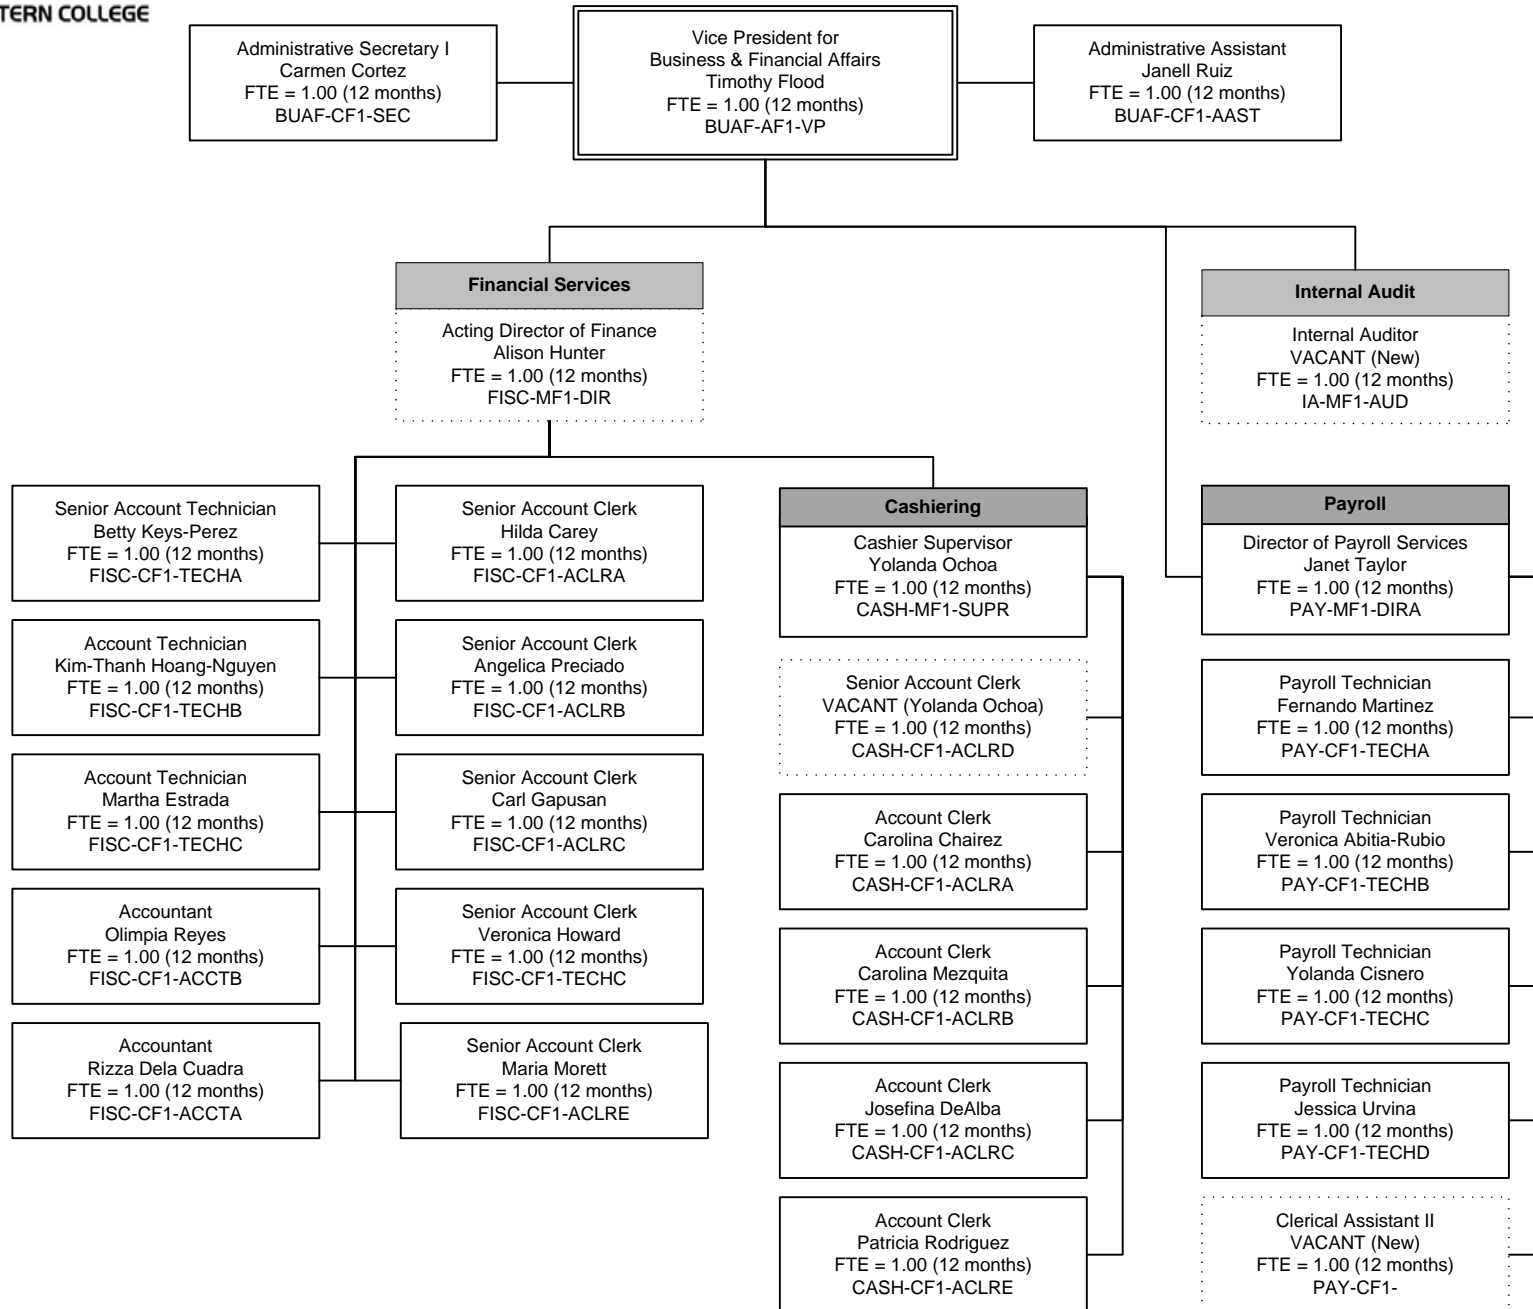 TERN COLLEGE
Administrative Secretary I
Carmen Cortez
FTE = 1.00 (12 months)
BUAF-CF1-SEC
Vice President for
Business & Financial Affairs
Timothy Flood
FTE = 1.00 (12 months)
BUAF-AF1-VP
Administrative Assistant
Janell Ruiz
FTE = 1.00 (12 months)
BUAF-CF1-AAST
Financial Services
Acting Director of Finance
Alison Hunter
FTE = 1.00 (12 months)
FISC-MF1-DIR
Internal Audit
Internal Auditor
VACANT (New)
FTE = 1.00 (12 months)
IA-MF1-AUD
Senior Account Technician
Betty Keys-Perez
FTE = 1.00 (12 months)
FISC-CF1-TECHA
Account Technician
Kim-Thanh Hoang-Nguyen
FTE = 1.00 (12 months)
FISC-CF1-TECHB
Account Technician
Martha Estrada
FTE = 1.00 (12 months)
FISC-CF1-TECHC
Accountant
Olimpia Reyes
FTE = 1.00 (12 months)
FISC-CF1-ACCTB
Accountant
Rizza Dela Cuadra
FTE = 1.00 (12 months)
FISC-CF1-ACCTA
Senior Account Clerk
Hilda Carey
FTE = 1.00 (12 months)
FISC-CF1-ACLRA
Senior Account Clerk
Angelica Preciado
FTE = 1.00 (12 months)
FISC-CF1-ACLRB
Senior Account Clerk
Carl Gapusan
FTE = 1.00 (12 months)
FISC-CF1-ACLRC
Senior Account Clerk
Veronica Howard
FTE = 1.00 (12 months)
FISC-CF1-TECHC
Senior Account Clerk
Maria Morett
FTE = 1.00 (12 months)
FISC-CF1-ACLRE
Cashiering
Cashier Supervisor
Yolanda Ochoa
FTE = 1.00 (12 months)
CASH-MF1-SUPR
Senior Account Clerk
VACANT (Yolanda Ochoa)
FTE = 1.00 (12 months)
CASH-CF1-ACLRD
Account Clerk
Carolina Chairez
FTE = 1.00 (12 months)
CASH-CF1-ACLRA
Account Clerk
Carolina Mezquita
FTE = 1.00 (12 months)
CASH-CF1-ACLRB
Account Clerk
Josefina DeAlba
FTE = 1.00 (12 months)
CASH-CF1-ACLRC
Account Clerk
Patricia Rodriguez
FTE = 1.00 (12 months)
CASH-CF1-ACLRE
Payroll
Director of Payroll Services
Janet Taylor
FTE = 1.00 (12 months)
PAY-MF1-DIRA
Payroll Technician
Fernando Martinez
FTE = 1.00 (12 months)
PAY-CF1-TECHA
Payroll Technician
Veronica Abitia-Rubio
FTE = 1.00 (12 months)
PAY-CF1-TECHB
Payroll Technician
Yolanda Cisnero
FTE = 1.00 (12 months)
PAY-CF1-TECHC
Payroll Technician
Jessica Urvina
FTE = 1.00 (12 months)
PAY-CF1-TECHD
Clerical Assistant II
VACANT (New)
FTE = 1.00 (12 months)
PAY-CF1-